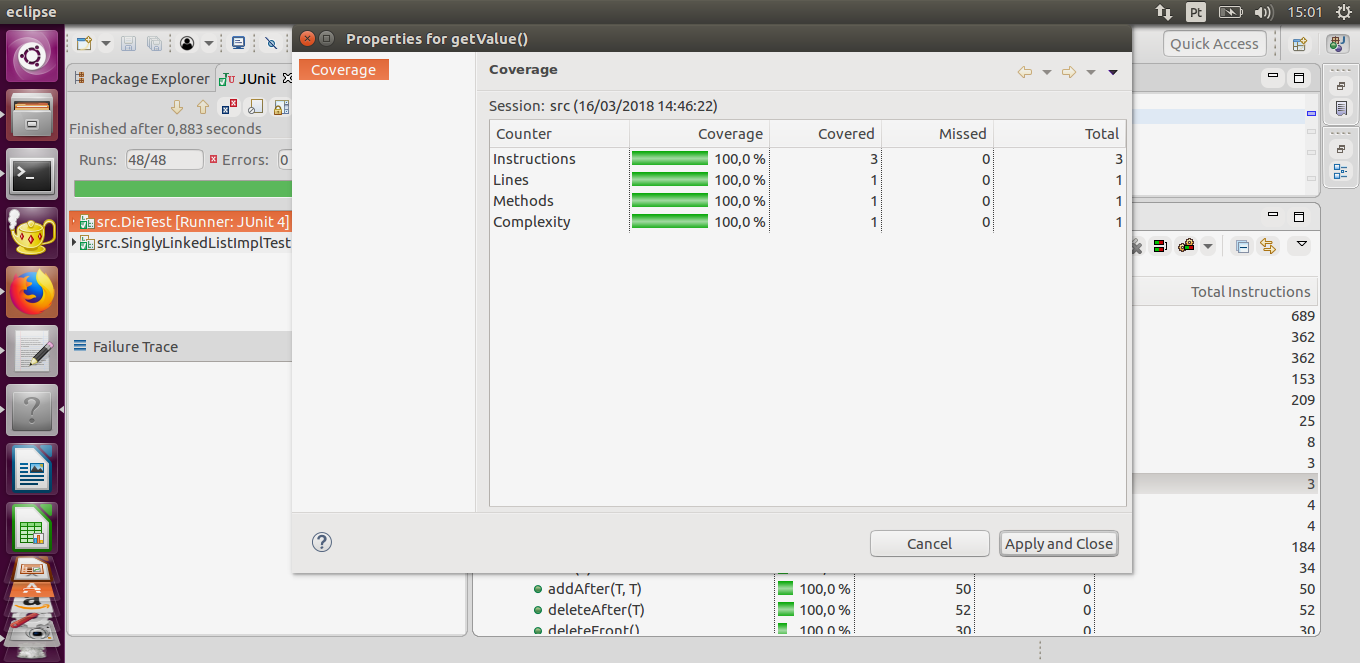 eclipse
Pt
15:01
Properties for getValue()
Quick Access
Package Explorer
JUnit
Coverage
Coverage
Finished after 0,883 seconds
Session: src (16/03/2018 14:46:22)
Runs: 48/48 Errors: 0
Counter Coverage Covered Missed Total
Instructions 100,0 % 3 0 3
Lines 100,0 % 1 0 1
Methods 100,0 % 1 0 1
Complexity 100,0 % 1 0 1
src.DieTest [Runner: JUnit 4]
src.SinglyLinkedListImplTest
Failure Trace
Total Instructions
689
362
362
153
209
25
8
3
3
4
4
184
34
Cancel
Apply and Close
addAfter(T, T) 100,0 % 50 0 50
deleteAfter(T) 100,0 % 52 0 52
deleteFront() 100,0 % 30 0 30